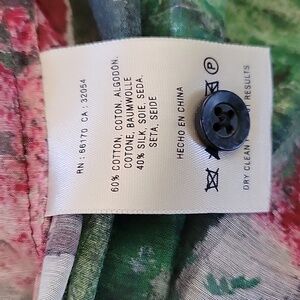 RN : 66170 CA : 32054
60% COTTON, COTON, ALGODON,
COTONE, BAUMWOLLE
40% SILK, SOIE, SEDA,
SETA, SEIDE
HECHO EN CHINA
P
DRY CLEAN RESULTS